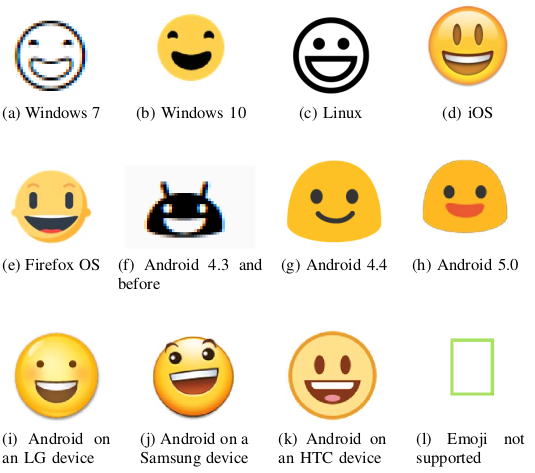 (a) Windows 7
(b) Windows 10
(c) Linux
(d) iOS
(e) Firefox OS
(f) Android 4.3 and
before
(g) Android 4.4
(h) Android 5.0
(i) Android on
an LG device
(j) Android on a
Samsung device
(k) Android on
an HTC device
(l) Emoji not
supported